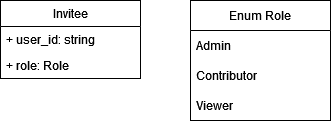 Invitee
+ user_id: string
+ role: Role
Enum Role
Admin
Contributor
Viewer